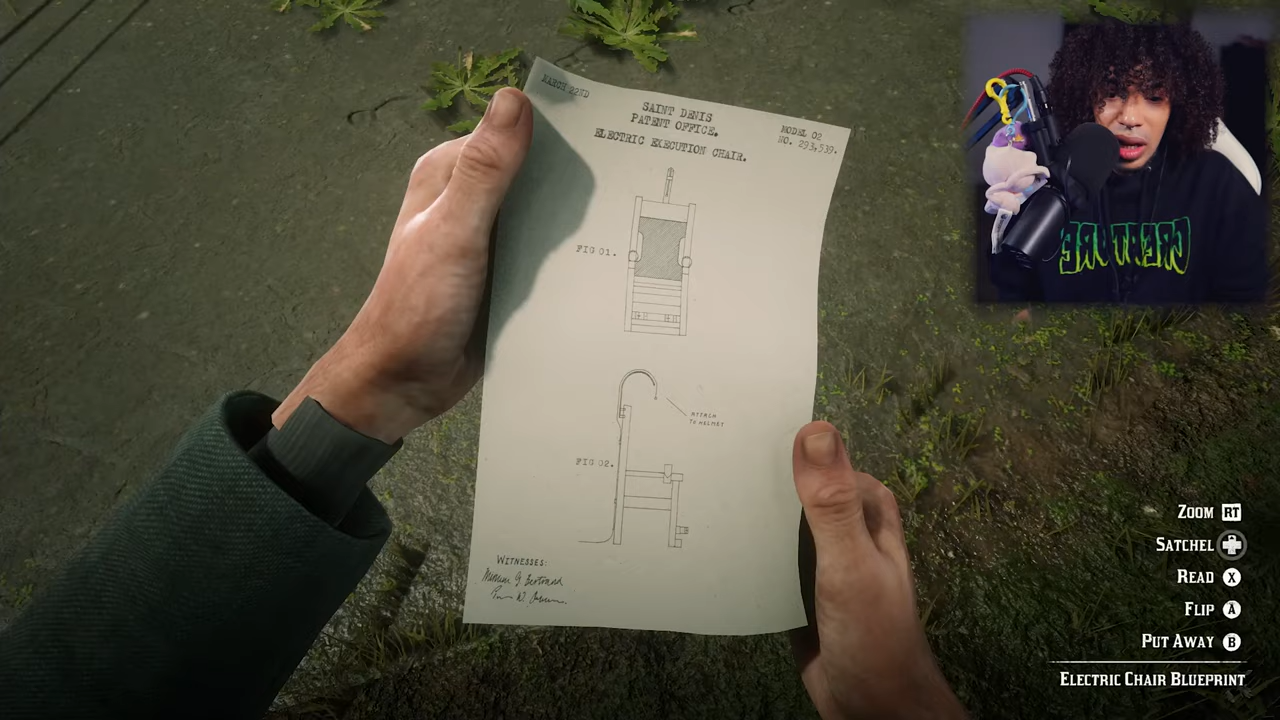 MARCH 22ND
SAINT DENIS
PATENT OFFICE.
ELECTRIC EXECUTION CHAIR.
MODEL 02
NO. 293,539.
FIG 01.
ATTACH
TO HELMET
FIG 02.
WITNESSES:
CREATURE
ZOOM RT
SATCHEL
READ X
FLIP A
PUT AWAY B
ELECTRIC CHAIR BLUEPRINT